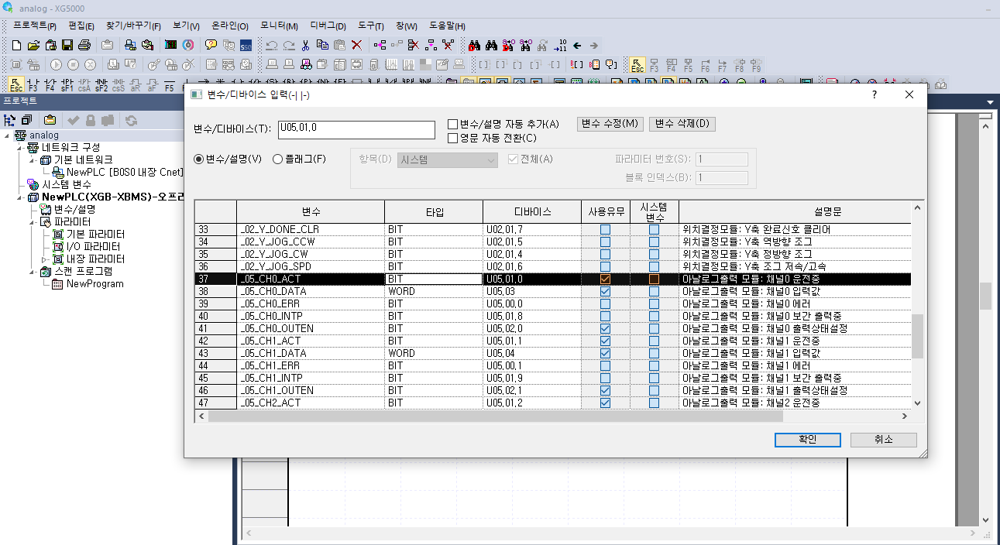 analog - XG5000
프로젝트(P) 편집(E) 찾기/바꾸기(F) 보기(V) 온라인(O) 모니터(M) 디버그(D) 도구(T) 창(W) 도움말(H)
Esc F3 F4 F5 F6 F7 F8 F9
Esc F3 F4 sF1 csA sF2 csS aR aF F5
프로젝트
analog
네트워크 구성
기본 네트워크
NewPLC [B0S0 내장 Cnet]
시스템 변수
NewPLC(XGB-XBMS)-오프라
변수/설명
파라미터
기본 파라미터
I/O 파라미터
내장 파라미터
스캔 프로그램
NewProgram
변수/디바이스 입력(-| |-)
변수/디바이스(T): U05.01.0
변수/설명 자동 추가(A)
영문 자동 전환(C)
변수 수정(M) 변수 삭제(D)
변수/설명(V) 플래그(F)
항목(D): 시스템 전체(A)
파라미터 번호(S): 1
블록 인덱스(B): 1
변수 타입 디바이스 사용유무 시스템 변수 설명문
33 _02_Y_DONE_CLR BIT U02.01.7 위치결정모듈: Y축 완료신호 클리어
34 _02_Y_JOG_CCW BIT U02.01.5 위치결정모듈: Y축 역방향 조그
35 _02_Y_JOG_CW BIT U02.01.4 위치결정모듈: Y축 정방향 조그
36 _02_Y_JOG_SPD BIT U02.01.6 위치결정모듈: Y축 조그 저속/고속
37 _05_CH0_ACT BIT U05.01.0 아날로그출력 모듈: 채널0 운전중
38 _05_CH0_DATA WORD U05.03 아날로그출력 모듈: 채널0 입력값
39 _05_CH0_ERR BIT U05.00.0 아날로그출력 모듈: 채널0 에러
40 _05_CH0_INTP BIT U05.01.8 아날로그출력 모듈: 채널0 보간 출력중
41 _05_CH0_OUTEN BIT U05.02.0 아날로그출력 모듈: 채널0 출력상태설정
42 _05_CH1_ACT BIT U05.01.1 아날로그출력 모듈: 채널1 운전중
43 _05_CH1_DATA WORD U05.04 아날로그출력 모듈: 채널1 입력값
44 _05_CH1_ERR BIT U05.00.1 아날로그출력 모듈: 채널1 에러
45 _05_CH1_INTP BIT U05.01.9 아날로그출력 모듈: 채널1 보간 출력중
46 _05_CH1_OUTEN BIT U05.02.1 아날로그출력 모듈: 채널1 출력상태설정
47 _05_CH2_ACT BIT U05.01.2 아날로그출력 모듈: 채널2 운전중
확인 취소